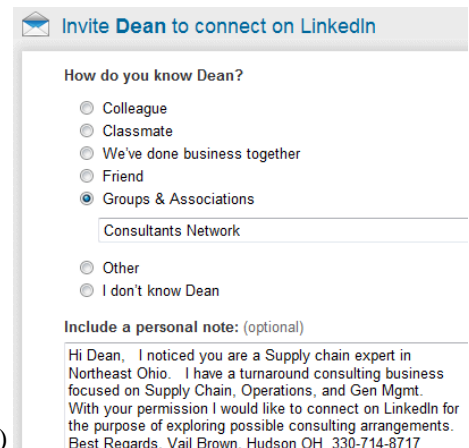 Invite Dean to connect on LinkedIn
How do you know Dean?
Colleague
Classmate
We've done business together
Friend
Groups & Associations
Consultants Network
Other
I don't know Dean
Include a personal note: (optional)
Hi Dean,   I noticed you are a Supply chain expert in
Northeast Ohio.   I have a turnaround consulting business
focused on Supply Chain, Operations, and Gen Mgmt.
With your permission I would like to connect on LinkedIn for
the purpose of exploring possible consulting arrangements.
Best Regards, Vail Brown, Hudson OH  330-714-8717
)